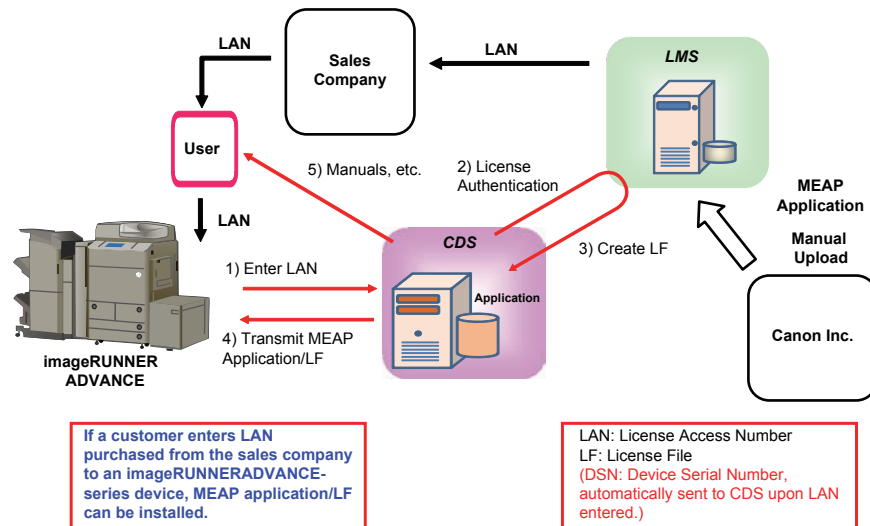 LAN
Sales
Company
LAN
LMS
User
5) Manuals, etc.
2) License
Authentication
MEAP
Application
Manual
Upload
LAN
CDS
3) Create LF
1) Enter LAN
Application
4) Transmit MEAP
Application/LF
Canon Inc.
imageRUNNER
ADVANCE
If a customer enters LAN
purchased from the sales company
to an imageRUNNERADVANCE-
series device, MEAP application/LF
can be installed.
LAN: License Access Number
LF: License File
(DSN: Device Serial Number,
automatically sent to CDS upon LAN
entered.)